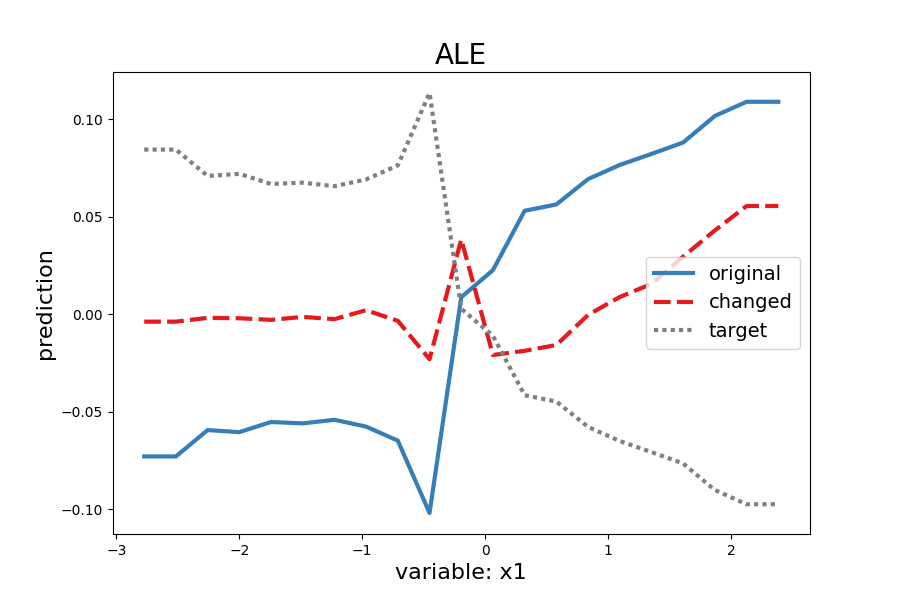 ALE
0.10
0.05
0.00
−0.05
−0.10
prediction
original
changed
target
−3
−2
−1
0
1
2
variable: x1